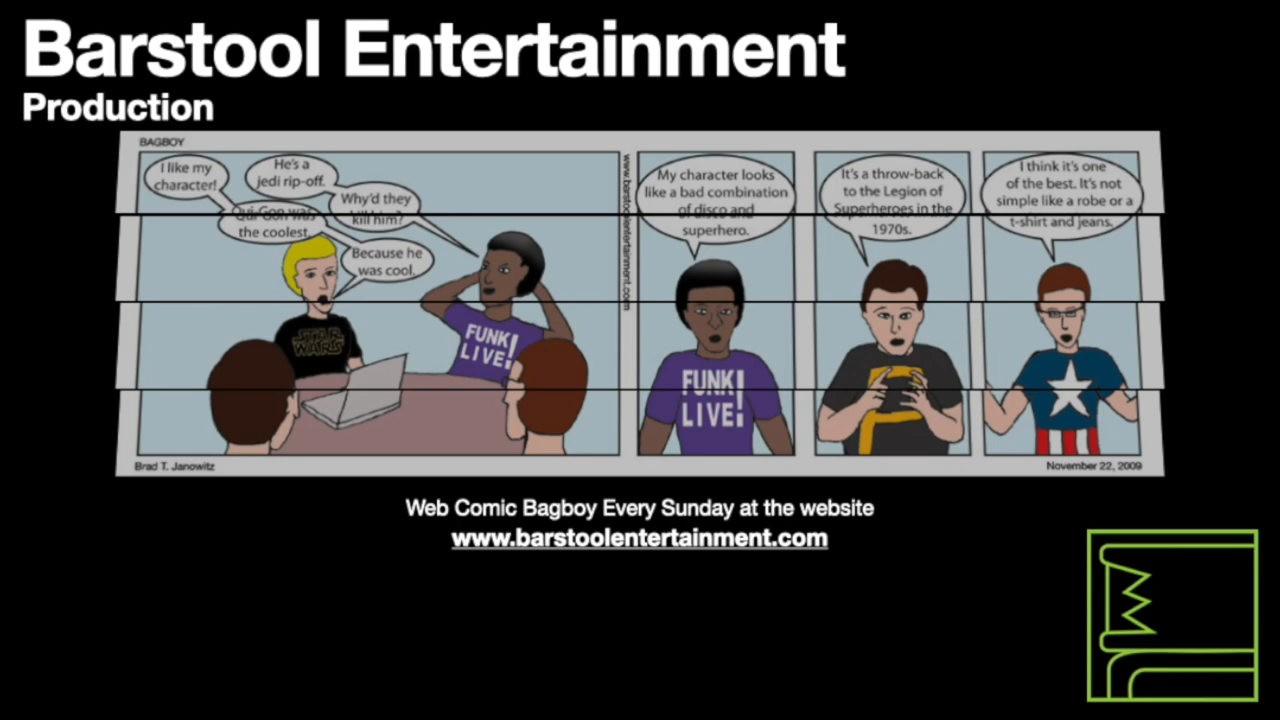 Barstool Entertainment
Production
BAGBOY
I like my
character!
He's a
jedi rip-off.
Qui-Gon was
the coolest.
Why'd they
kill him?
Because he
was cool.
STAR
WARS
FUNK
LIVE!
www.barstoolentertainment.com
My character looks
like a bad combination
of disco and
superhero.
FUNK
LIVE!
It's a throw-back
to the Legion of
Superheroes in the
1970s.
I think it's one
of the best. It's not
simple like a robe or a
t-shirt and jeans.
Brad T. Janowitz
November 22, 2009
Web Comic Bagboy Every Sunday at the website
www.barstoolentertainment.com